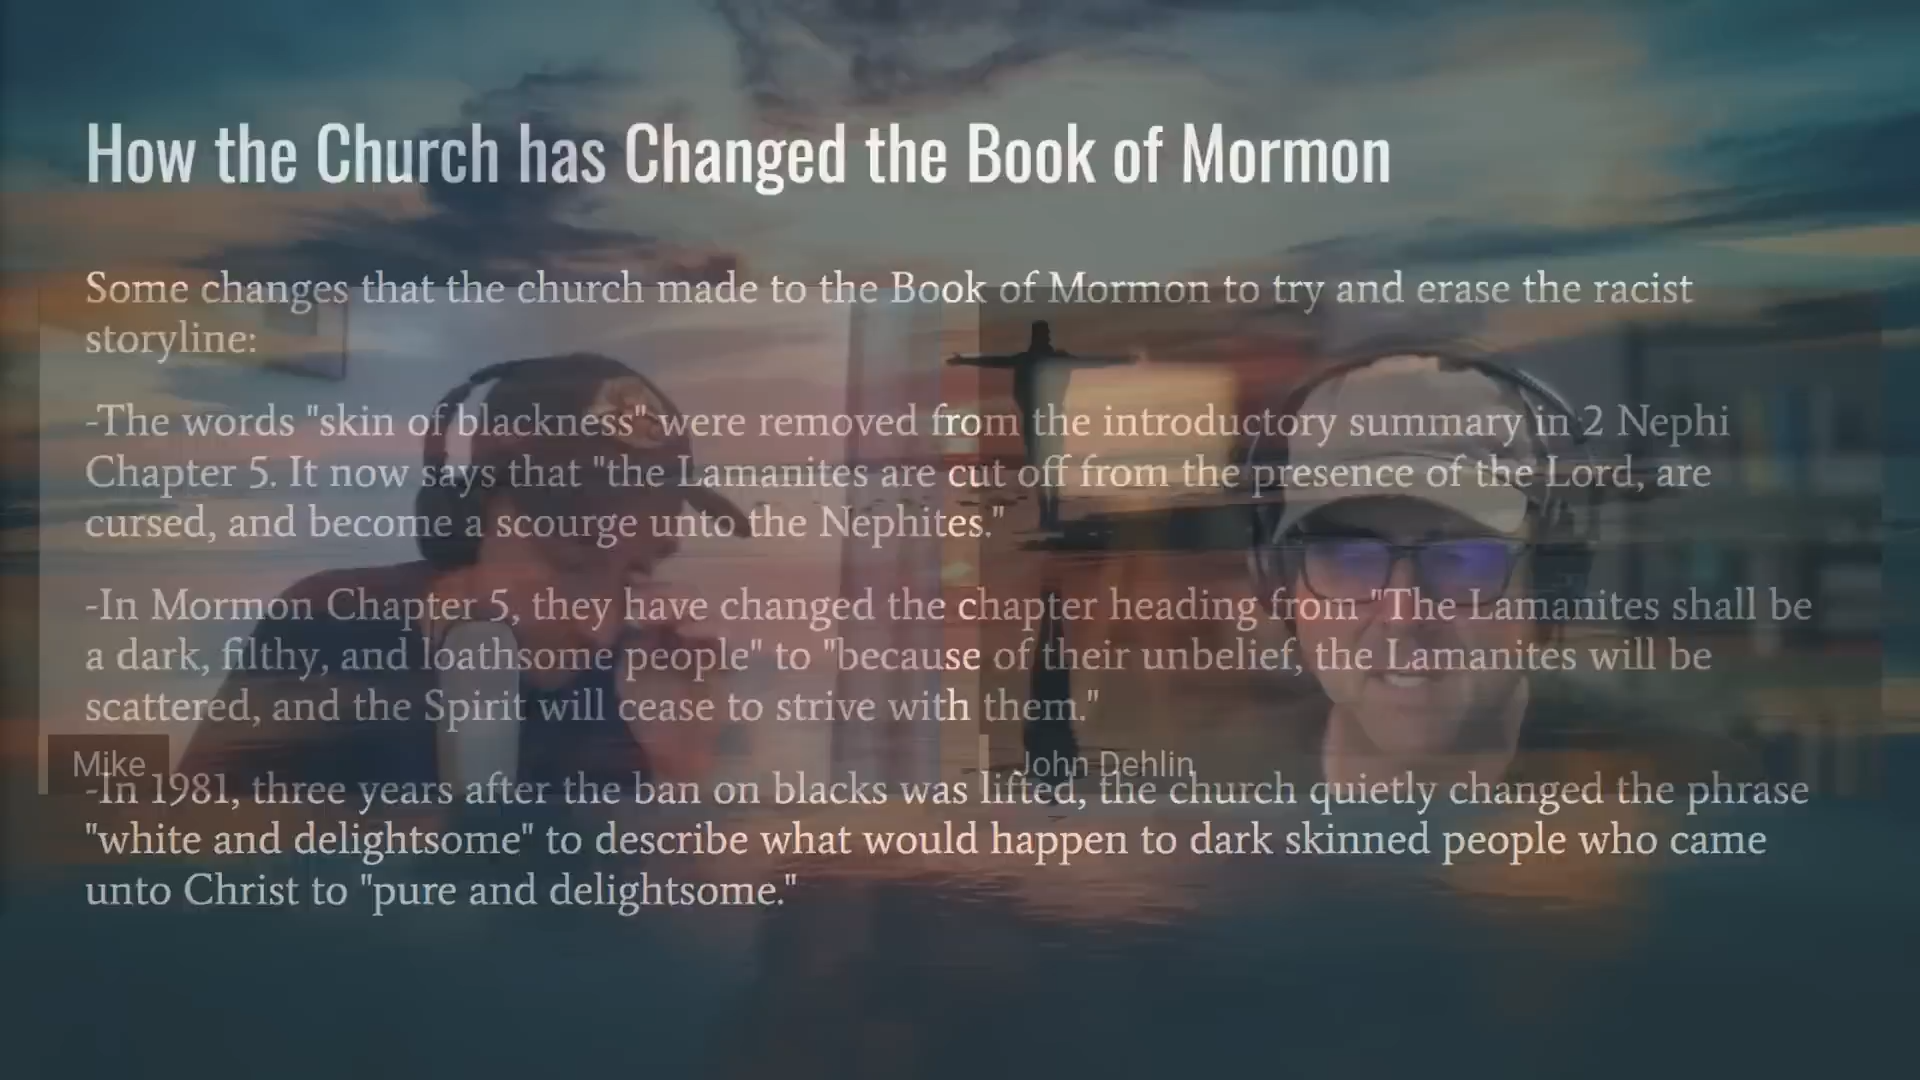 How the Church has Changed the Book of Mormon
Some changes that the church made to the Book of Mormon to try and erase the racist
storyline:
-The words "skin of blackness" were removed from the introductory summary in 2 Nephi
Chapter 5. It now says that "the Lamanites are cut off from the presence of the Lord, are
cursed, and become a scourge unto the Nephites."
-In Mormon Chapter 5, they have changed the chapter heading from "The Lamanites shall be
a dark, filthy, and loathsome people" to "because of their unbelief, the Lamanites will be
scattered, and the Spirit will cease to strive with them."
Mike
John Dehlin
-In 1981, three years after the ban on blacks was lifted, the church quietly changed the phrase
"white and delightsome" to describe what would happen to dark skinned people who came
unto Christ to "pure and delightsome."